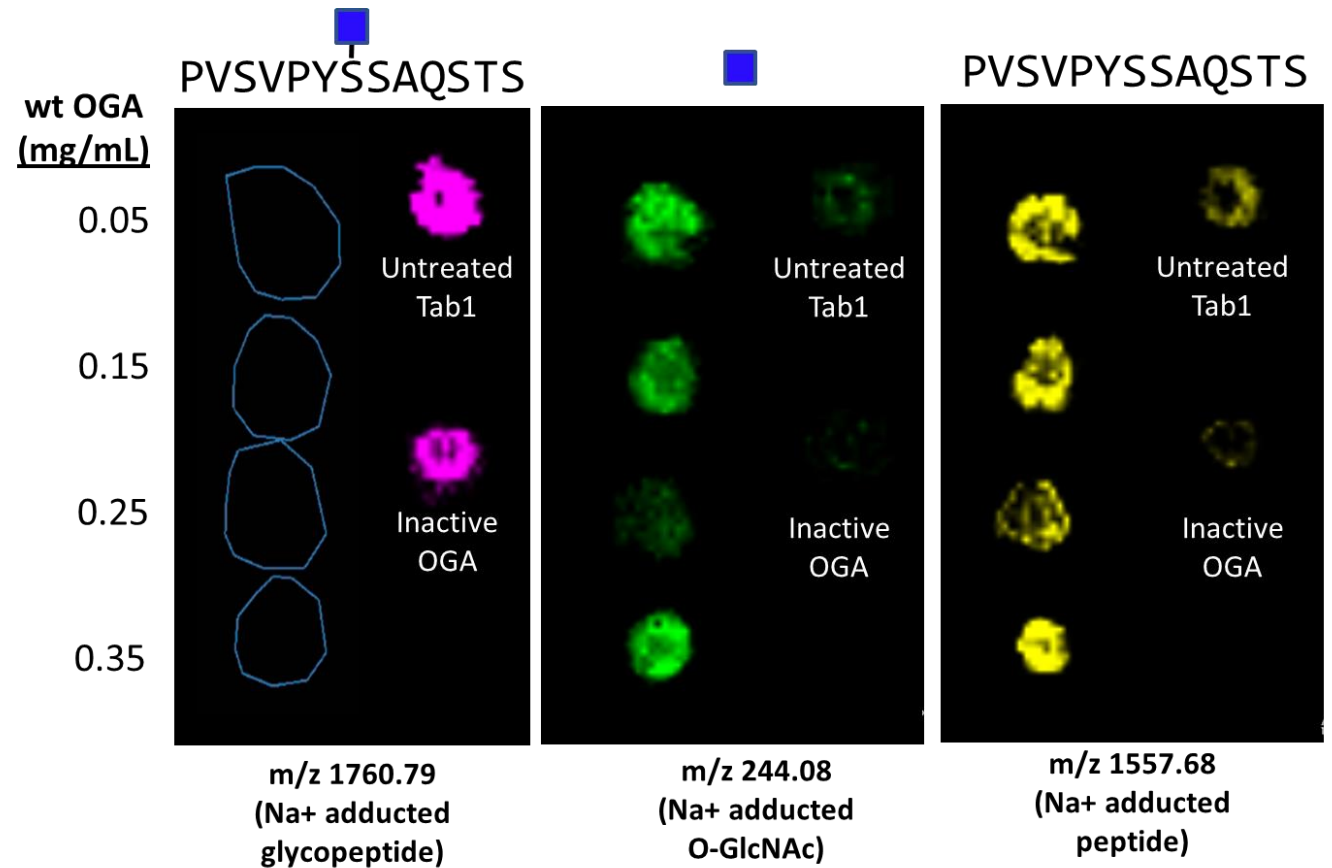 PVSVPYSSAQSTS
PVSVPYSSAQSTS
wt OGA
(mg/mL)
0.05
0.15
0.25
0.35
Untreated
Tab1
Inactive
OGA
Untreated
Tab1
Inactive
OGA
Untreated
Tab1
Inactive
OGA
m/z 1760.79
(Na+ adducted
glycopeptide)
m/z 244.08
(Na+ adducted
O-GlcNAc)
m/z 1557.68
(Na+ adducted
peptide)